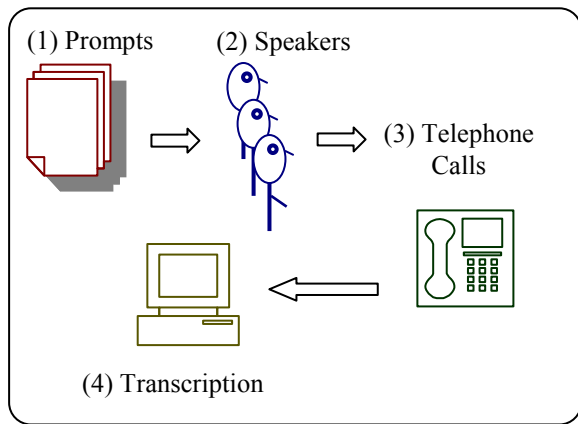 (1) Prompts
(2) Speakers
(3) Telephone
Calls
(4) Transcription